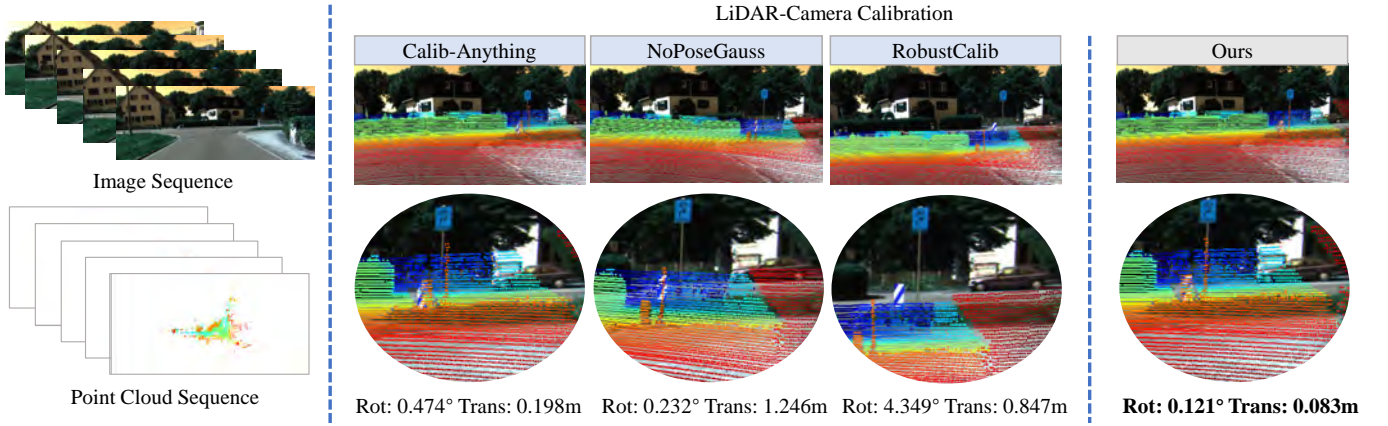 LiDAR-Camera Calibration
Calib-Anything
NoPoseGauss
RobustCalib
Ours
Image Sequence
Point Cloud Sequence
Rot: 0.474° Trans: 0.198m
Rot: 0.232° Trans: 1.246m
Rot: 4.349° Trans: 0.847m
Rot: 0.121° Trans: 0.083m